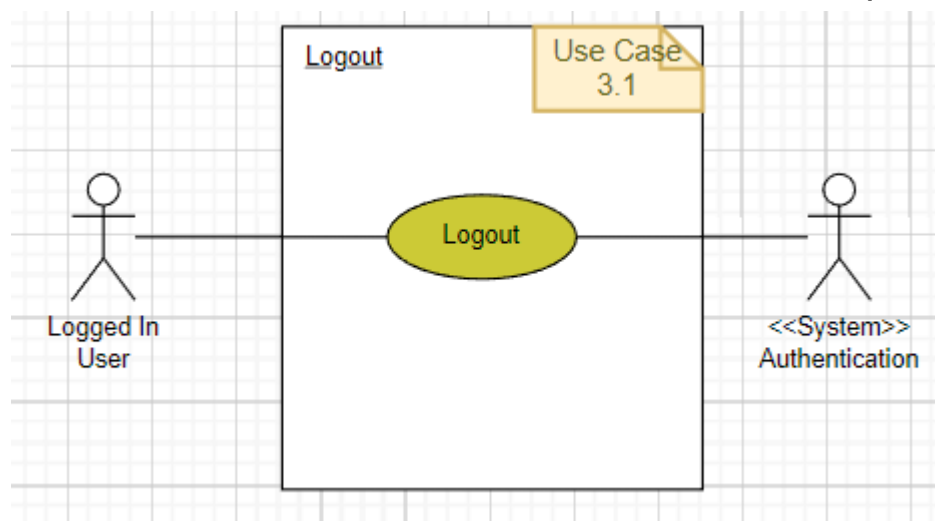 Logout
Use Case
3.1
Logout
Logged In
User
<<System>>
Authentication